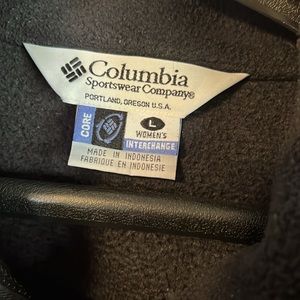 Columbia
Sportswear Company
PORTLAND, OREGON U.S.A.
CORE
L
WOMEN'S
INTERCHANGE
MADE IN INDONESIA
FABRIQUE EN INDONESIE